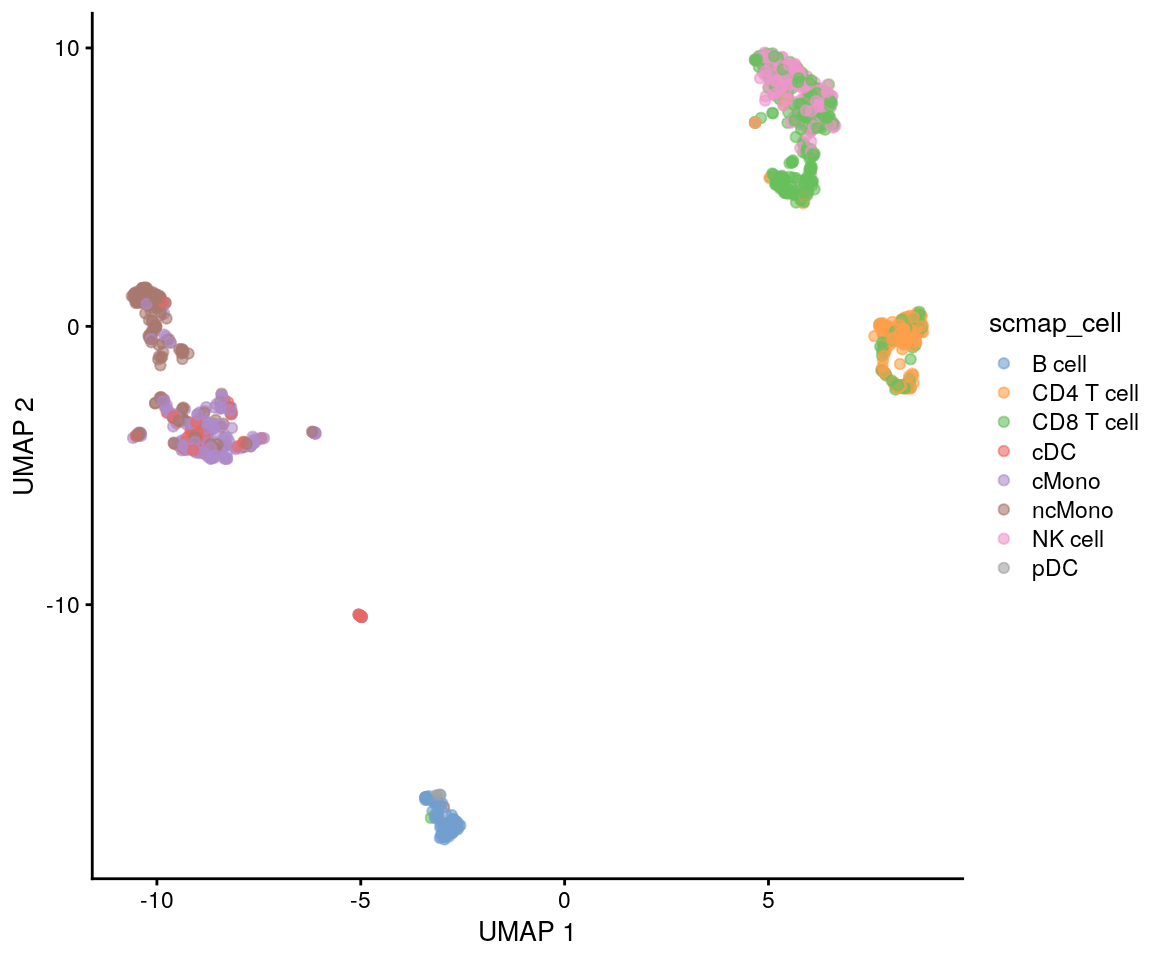 10
0
-10
UMAP 2
-10
-5
0
5
UMAP 1
scmap_cell
B cell
CD4 T cell
CD8 T cell
cDC
cMono
ncMono
NK cell
pDC